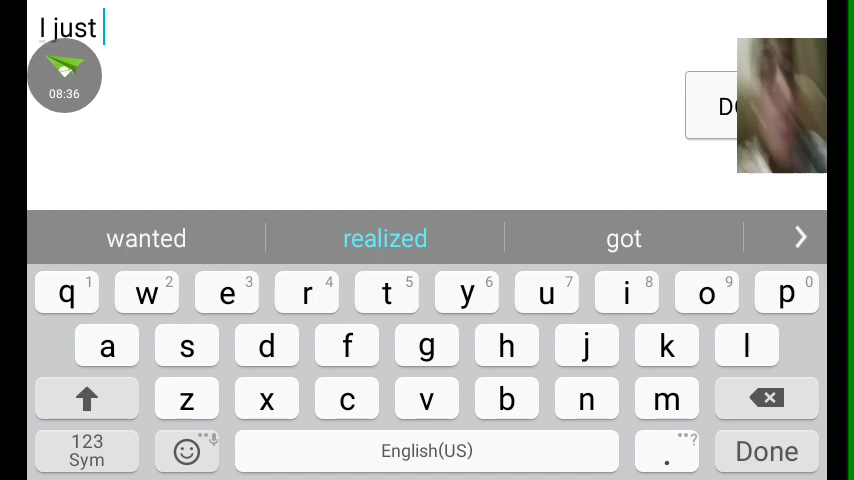 I just
08:36
wanted realized got
q 1 w 2 e 3 r 4 t 5 y 6 u 7 i 8 o 9 p 0
a s d f g h j k l
z x c v b n m
123 Sym English(US) . ? Done